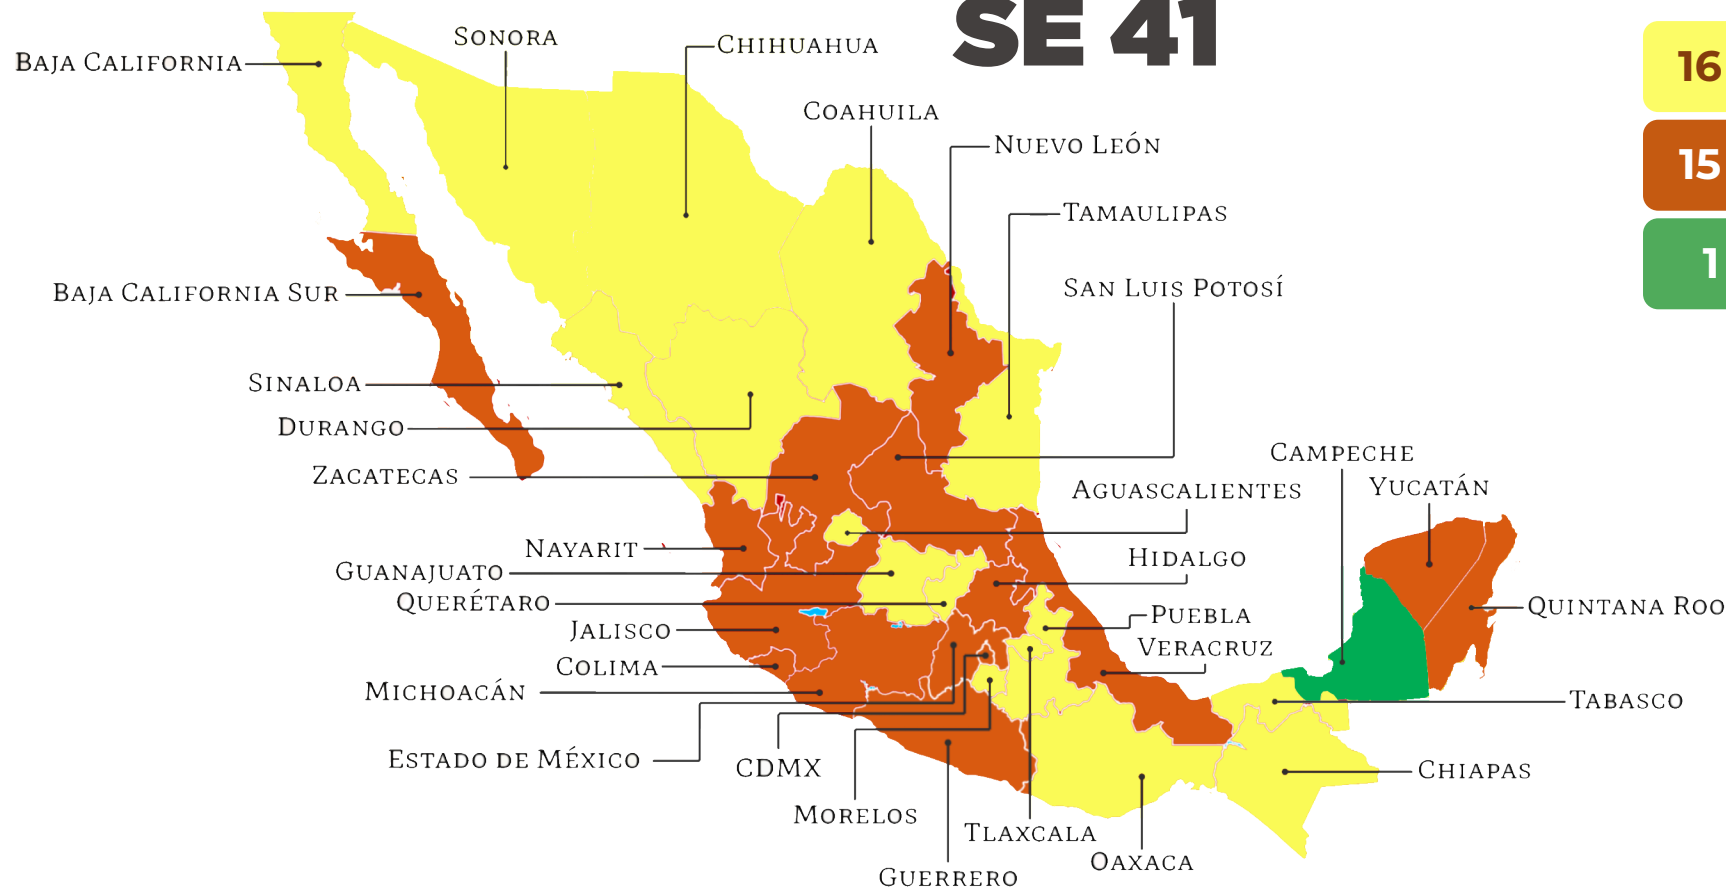 SE 41
16
15
1
BAJA CALIFORNIA
SONORA
CHIHUAHUA
COAHUILA
NUEVO LEÓN
TAMAULIPAS
SAN LUIS POTOSÍ
BAJA CALIFORNIA SUR
SINALOA
DURANGO
ZACATECAS
CAMPECHE
YUCATÁN
AGUASCALIENTES
NAYARIT
HIDALGO
GUANAJUATO
QUERÉTARO
QUINTANA ROO
PUEBLA
JALISCO
VERACRUZ
COLIMA
MICHOACÁN
TABASCO
ESTADO DE MÉXICO
CDMX
CHIAPAS
MORELOS
TLAXCALA
OAXACA
GUERRERO